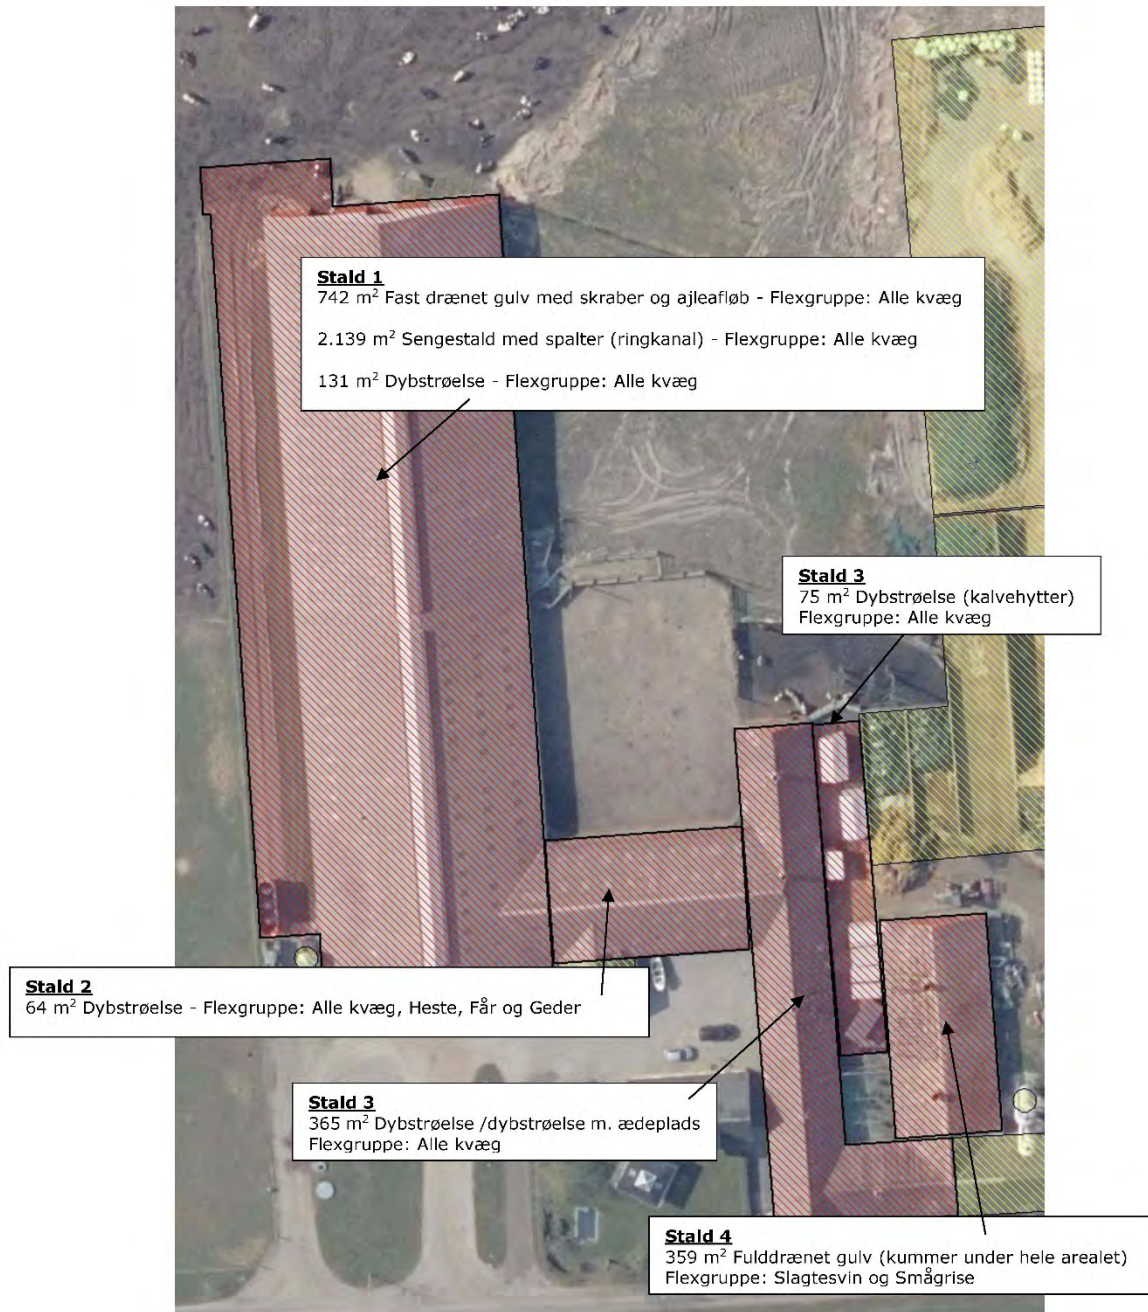 Stald 1
742 m² Fast drænet gulv med skraber og ajleafløb - Flexgruppe: Alle kvæg
2.139 m² Sengestald med spalter (ringkanal) - Flexgruppe: Alle kvæg
131 m² Dybstrøelse - Flexgruppe: Alle kvæg
Stald 3
75 m² Dybstrøelse (kalvehytter)
Flexgruppe: Alle kvæg
Stald 2
64 m² Dybstrøelse - Flexgruppe: Alle kvæg, Heste, Får og Geder
Stald 3
365 m² Dybstrøelse /dybstrøelse m. ædeplads
Flexgruppe: Alle kvæg
Stald 4
359 m² Fulddrænet gulv (kummer under hele arealet)
Flexgruppe: Slagtesvin og Smågrise